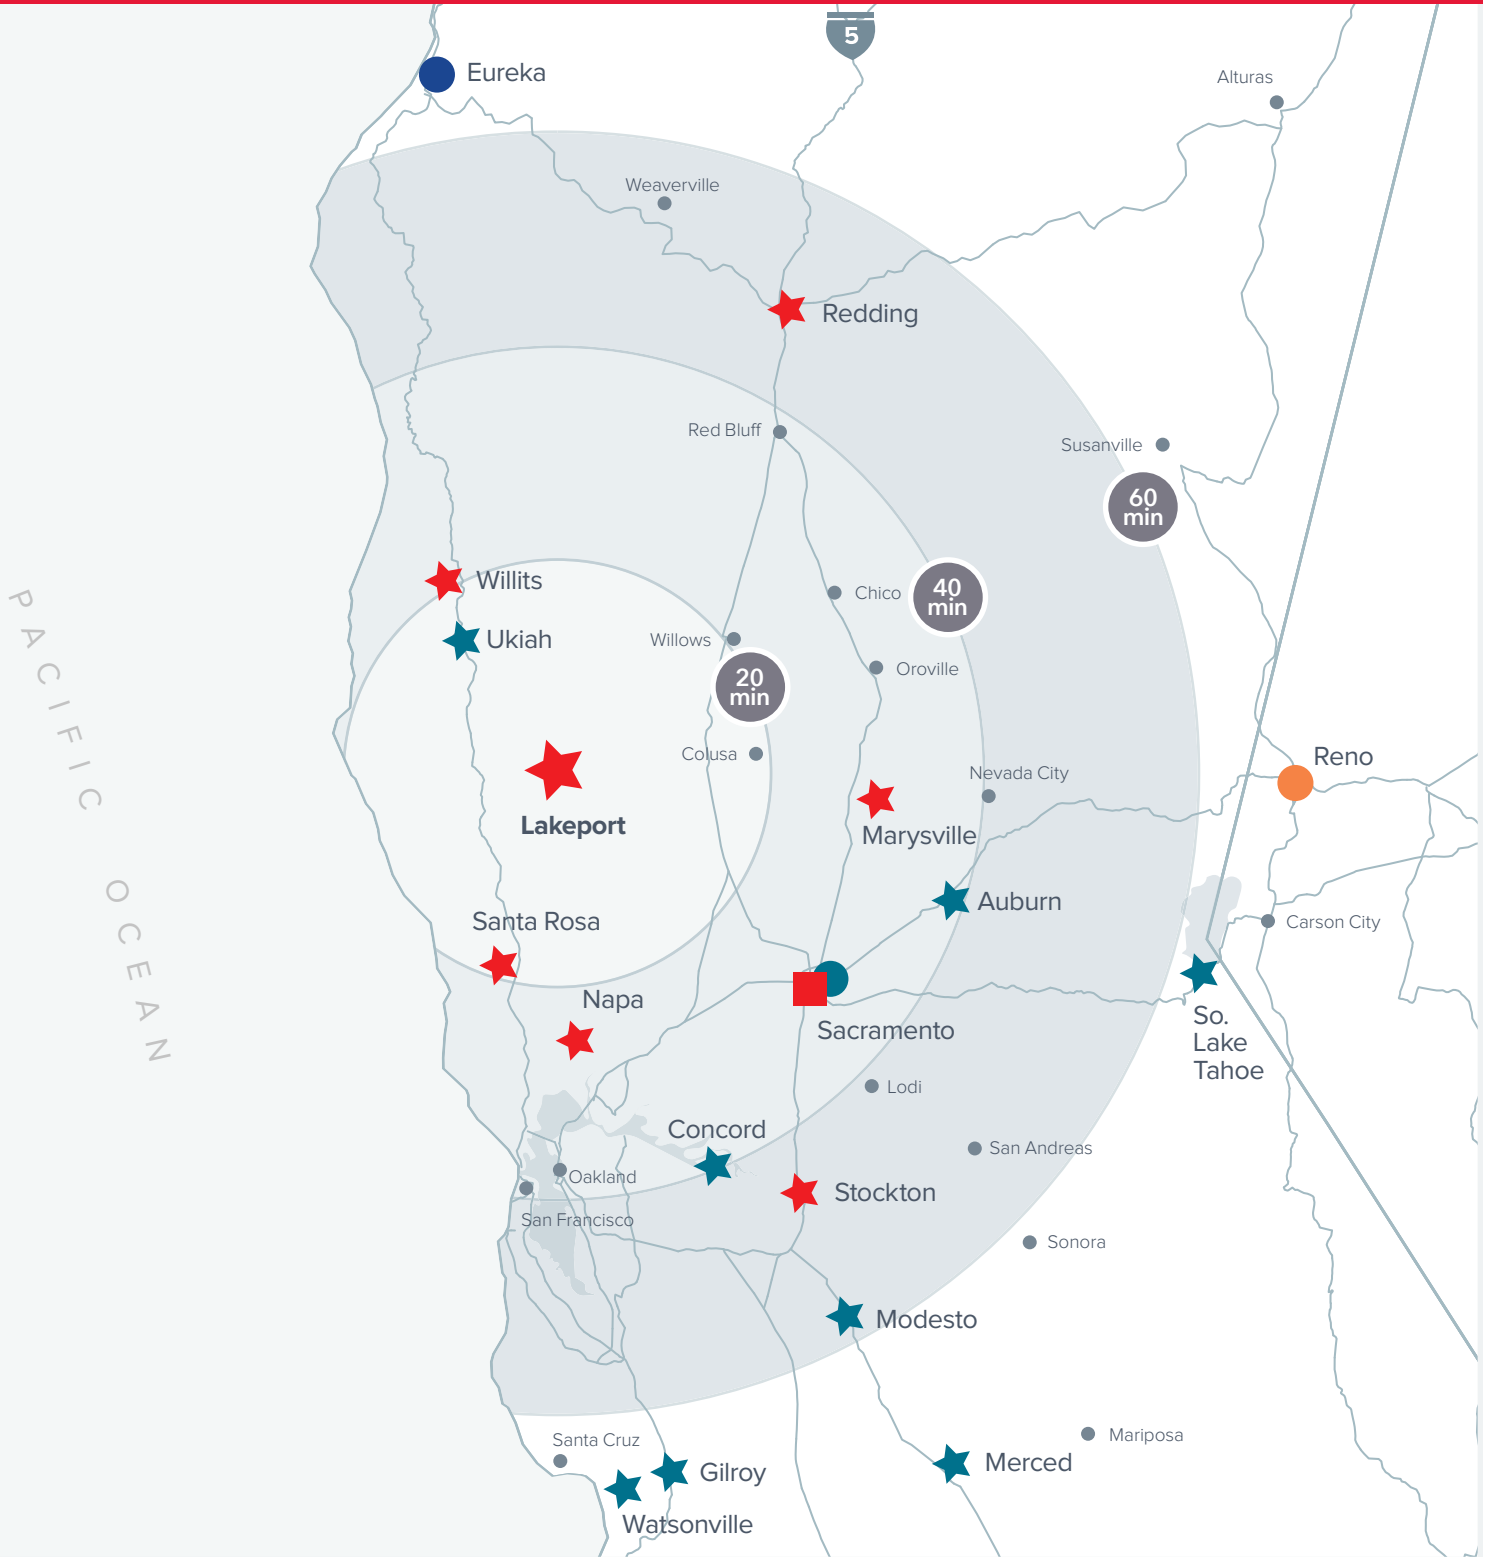 5
Eureka
Alturas
Weaverville
Redding
Red Bluff
Susanville
60
min
Willits
Chico
40
min
PACIFIC OCEAN
Ukiah
Willows
Oroville
20
min
Colusa
Reno
Nevada City
Lakeport
Marysville
Auburn
Santa Rosa
Carson City
Napa
Sacramento
So.
Lake
Tahoe
Lodi
Concord
San Andreas
Oakland
Stockton
San Francisco
Sonora
Modesto
Santa Cruz
Mariposa
Gilroy
Merced
Watsonville